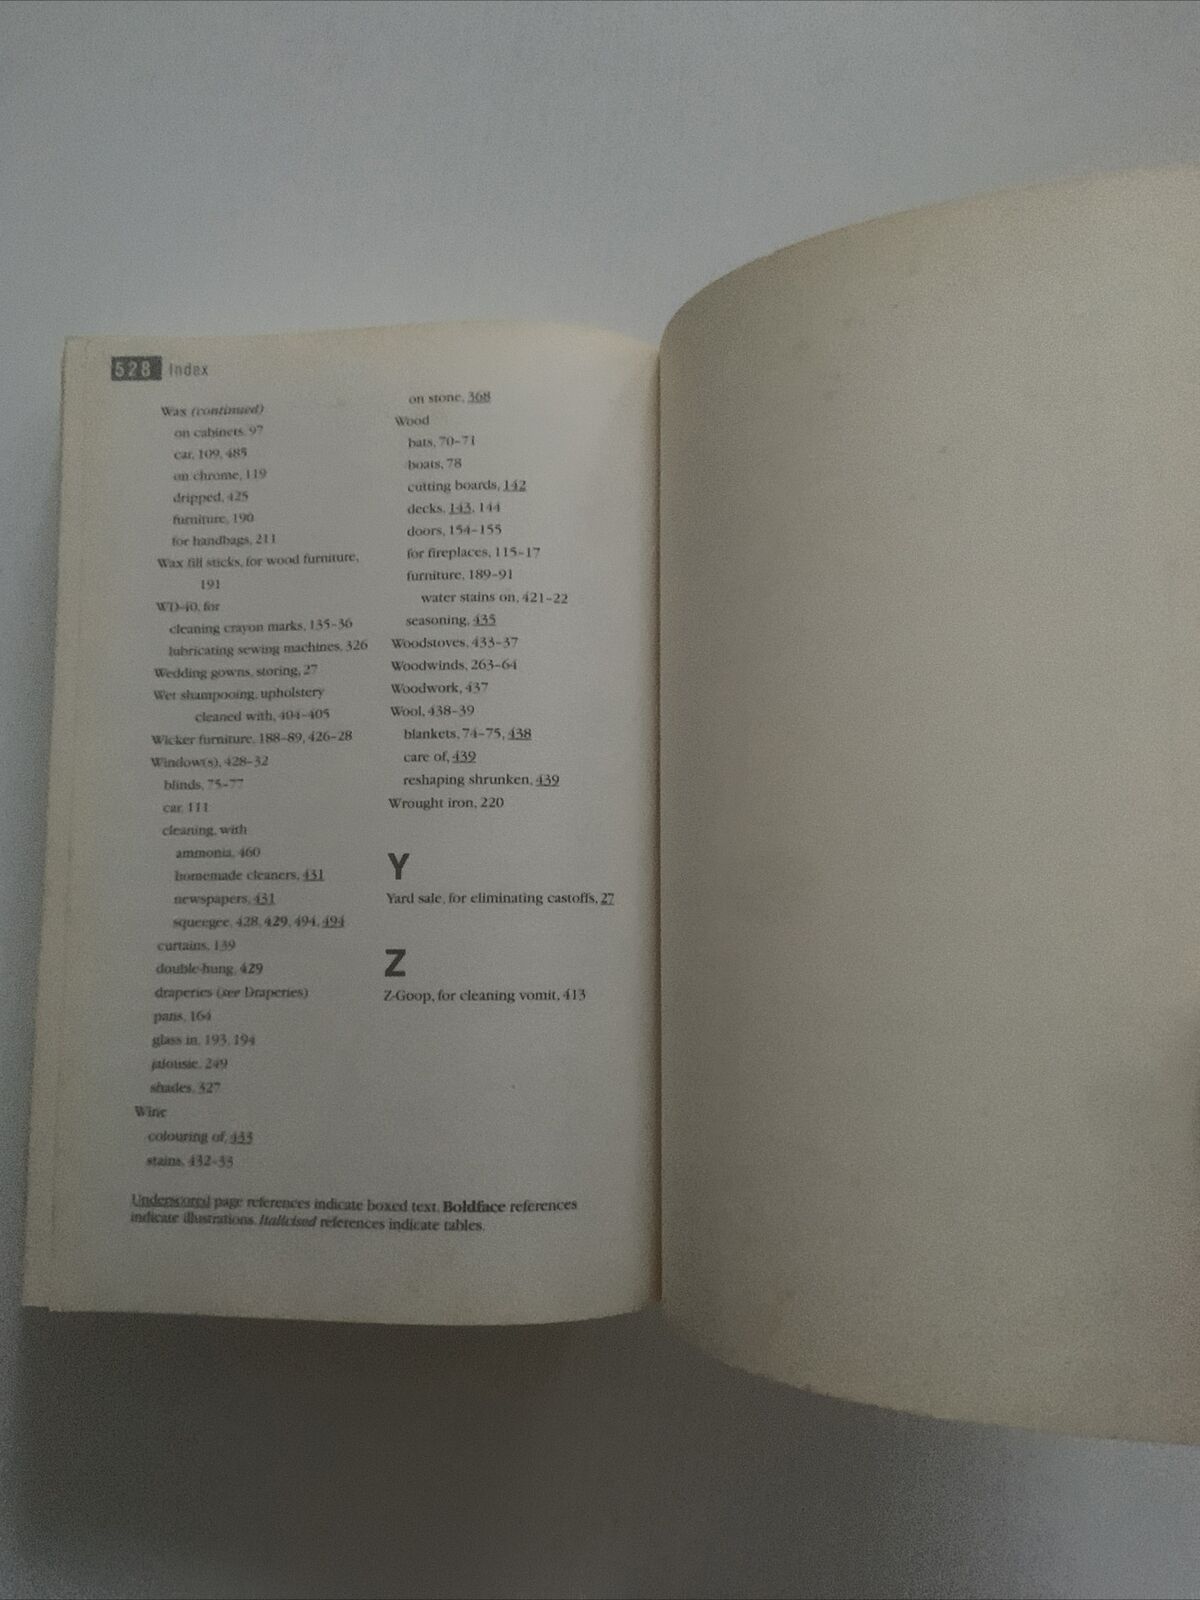 528 Index
Wax (continued)
on cabinets, 97
car, 109, 485
on chrome, 119
dripped, 425
furniture, 190
for handbags, 211
Wax fill sticks, for wood furniture,
191
WD-40, for
cleaning crayon marks, 135-36
lubricating sewing machines, 326
Wedding gowns, storing, 27
Wet shampooing, upholstery
cleaned with, 404-405
Wicker furniture, 188-89, 426-28
Window(s), 428-32
blinds, 75-77
car, 111
cleaning, with
ammonia, 460
homemade cleaners, 431
newspapers, 431
squeegee, 428, 429, 494, 494
curtains, 139
double-hung, 429
draperies (see Draperies)
pans, 164
glass in, 193, 194
jalousie, 249
shades, 327
Wine
colouring of, 433
stains, 432-33
on stone, 368
Wood
bats, 70-71
boats, 78
cutting boards, 142
decks, 143, 144
doors, 154-155
for fireplaces, 115-17
furniture, 189-91
water stains on, 421-22
seasoning, 435
Woodstoves, 433-37
Woodwinds, 263-64
Woodwork, 437
Wool, 438-39
blankets, 74-75, 438
care of, 439
reshaping shrunken, 439
Wrought iron, 220
Y
Yard sale, for eliminating castoffs, 27
Z
Z-Goop, for cleaning vomit, 413
Underscored page references indicate boxed text. Boldface references
indicate illustrations. Italicised references indicate tables.